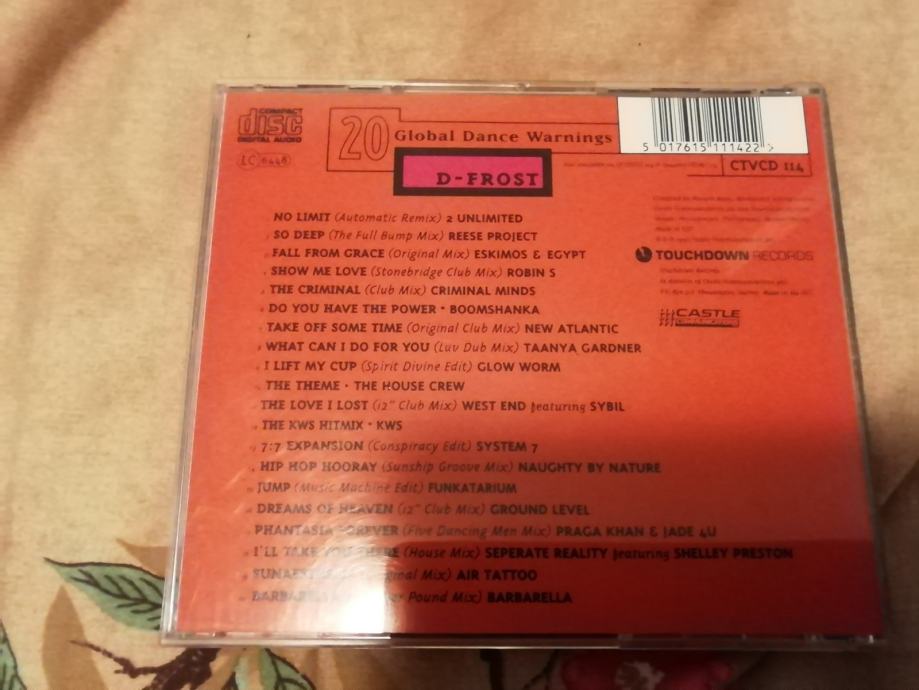 COMPACT
disc
DIGITAL AUDIO
LC 6448
20
Global Dance Warnings
D-FROST
5 017615 111422 >
CTVCD 114
NO LIMIT (Automatic Remix) 2 UNLIMITED
SO DEEP (The Full Bump Mix) REESE PROJECT
FALL FROM GRACE (Original Mix) ESKIMOS & EGYPT
SHOW ME LOVE (Stonebridge Club Mix) ROBIN S
THE CRIMINAL (Club Mix) CRIMINAL MINDS
DO YOU HAVE THE POWER · BOOMSHANKA
TAKE OFF SOME TIME (Original Club Mix) NEW ATLANTIC
WHAT CAN I DO FOR YOU (Luv Dub Mix) TAANYA GARDNER
I LIFT MY CUP (Spirit Divine Edit) GLOW WORM
THE THEME · THE HOUSE CREW
THE LOVE I LOST (12" Club Mix) WEST END featuring SYBIL
THE KWS HITMIX · KWS
7:7 EXPANSION (Conspiracy Edit) SYSTEM 7
HIP HOP HOORAY (Sunship Groove Mix) NAUGHTY BY NATURE
JUMP (Music Machine Edit) FUNKATARIUM
DREAMS OF HEAVEN (12" Club Mix) GROUND LEVEL
PHANTASIA FOREVER (Five Dancing Men Mix) PRAGA KHAN & JADE 4U
I'LL TAKE YOU THERE (House Mix) SEPERATE REALITY featuring SHELLEY PRESTON
Mix) AIR TATTOO
BARBARELLA Pound Mix) BARBARELLA
TOUCHDOWN RECORDS
CASTLE